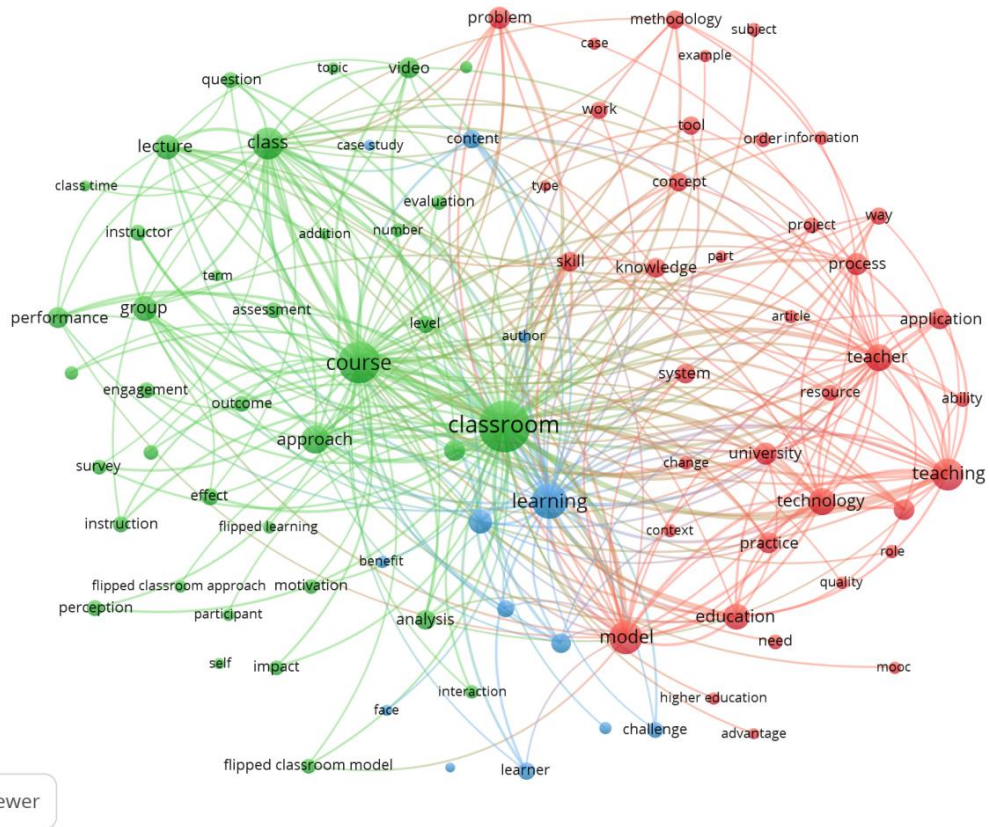 problem
methodology
subject
case
example
topic
video
question
work
tool
order
information
content
case study
class
lecture
type
concept
class time
evaluation
way
project
number
addition
instructor
part
skill
knowledge
process
term
group
assessment
performance
level
article
application
author
course
teacher
system
engagement
outcome
resource
ability
classroom
approach
university
survey
change
teaching
effect
learning
technology
instruction
flipped learning
context
practice
role
benefit
quality
flipped classroom approach
motivation
perception
participant
analysis
education
model
need
self
impact
mooc
interaction
higher education
face
challenge
advantage
flipped classroom model
learner
ewer